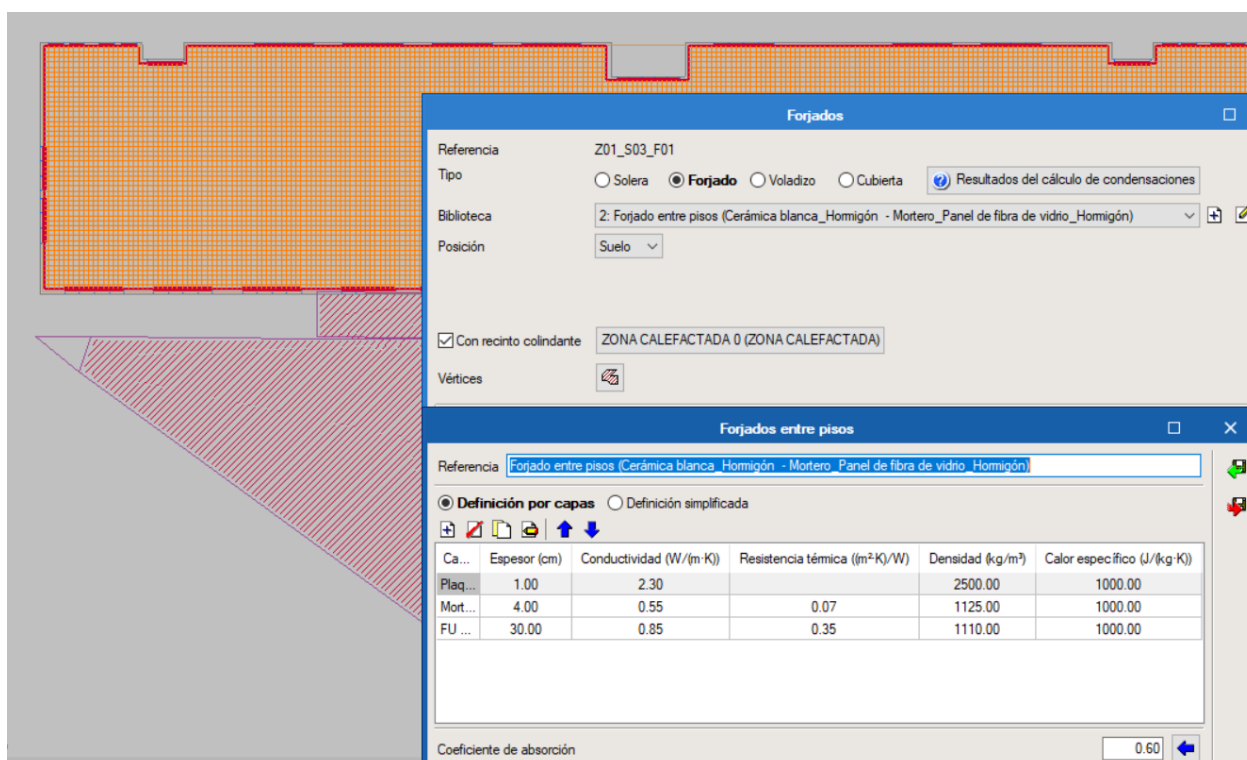 Forjados
Referencia Z01_S03_F01
Tipo Solera Forjado Voladizo Cubierta Resultados del cálculo de condensaciones
Biblioteca 2: Forjado entre pisos (Cerámica blanca_Hormigón - Mortero_Panel de fibra de vidrio_Hormigón)
Posición Suelo
Con recinto colindante ZONA CALEFACTADA 0 (ZONA CALEFACTADA)
Vértices
Forjados entre pisos
Referencia Forjado entre pisos (Cerámica blanca_Hormigón - Mortero_Panel de fibra de vidrio_Hormigón)
Definición por capas Definición simplificada
Ca... Espesor (cm) Conductividad (W/(m·K)) Resistencia térmica ((m²·K)/W) Densidad (kg/m³) Calor específico (J/(kg·K))
Plaq... 1.00 2.30 2500.00 1000.00
Mort... 4.00 0.55 0.07 1125.00 1000.00
FU ... 30.00 0.85 0.35 1110.00 1000.00
Coeficiente de absorción 0.60